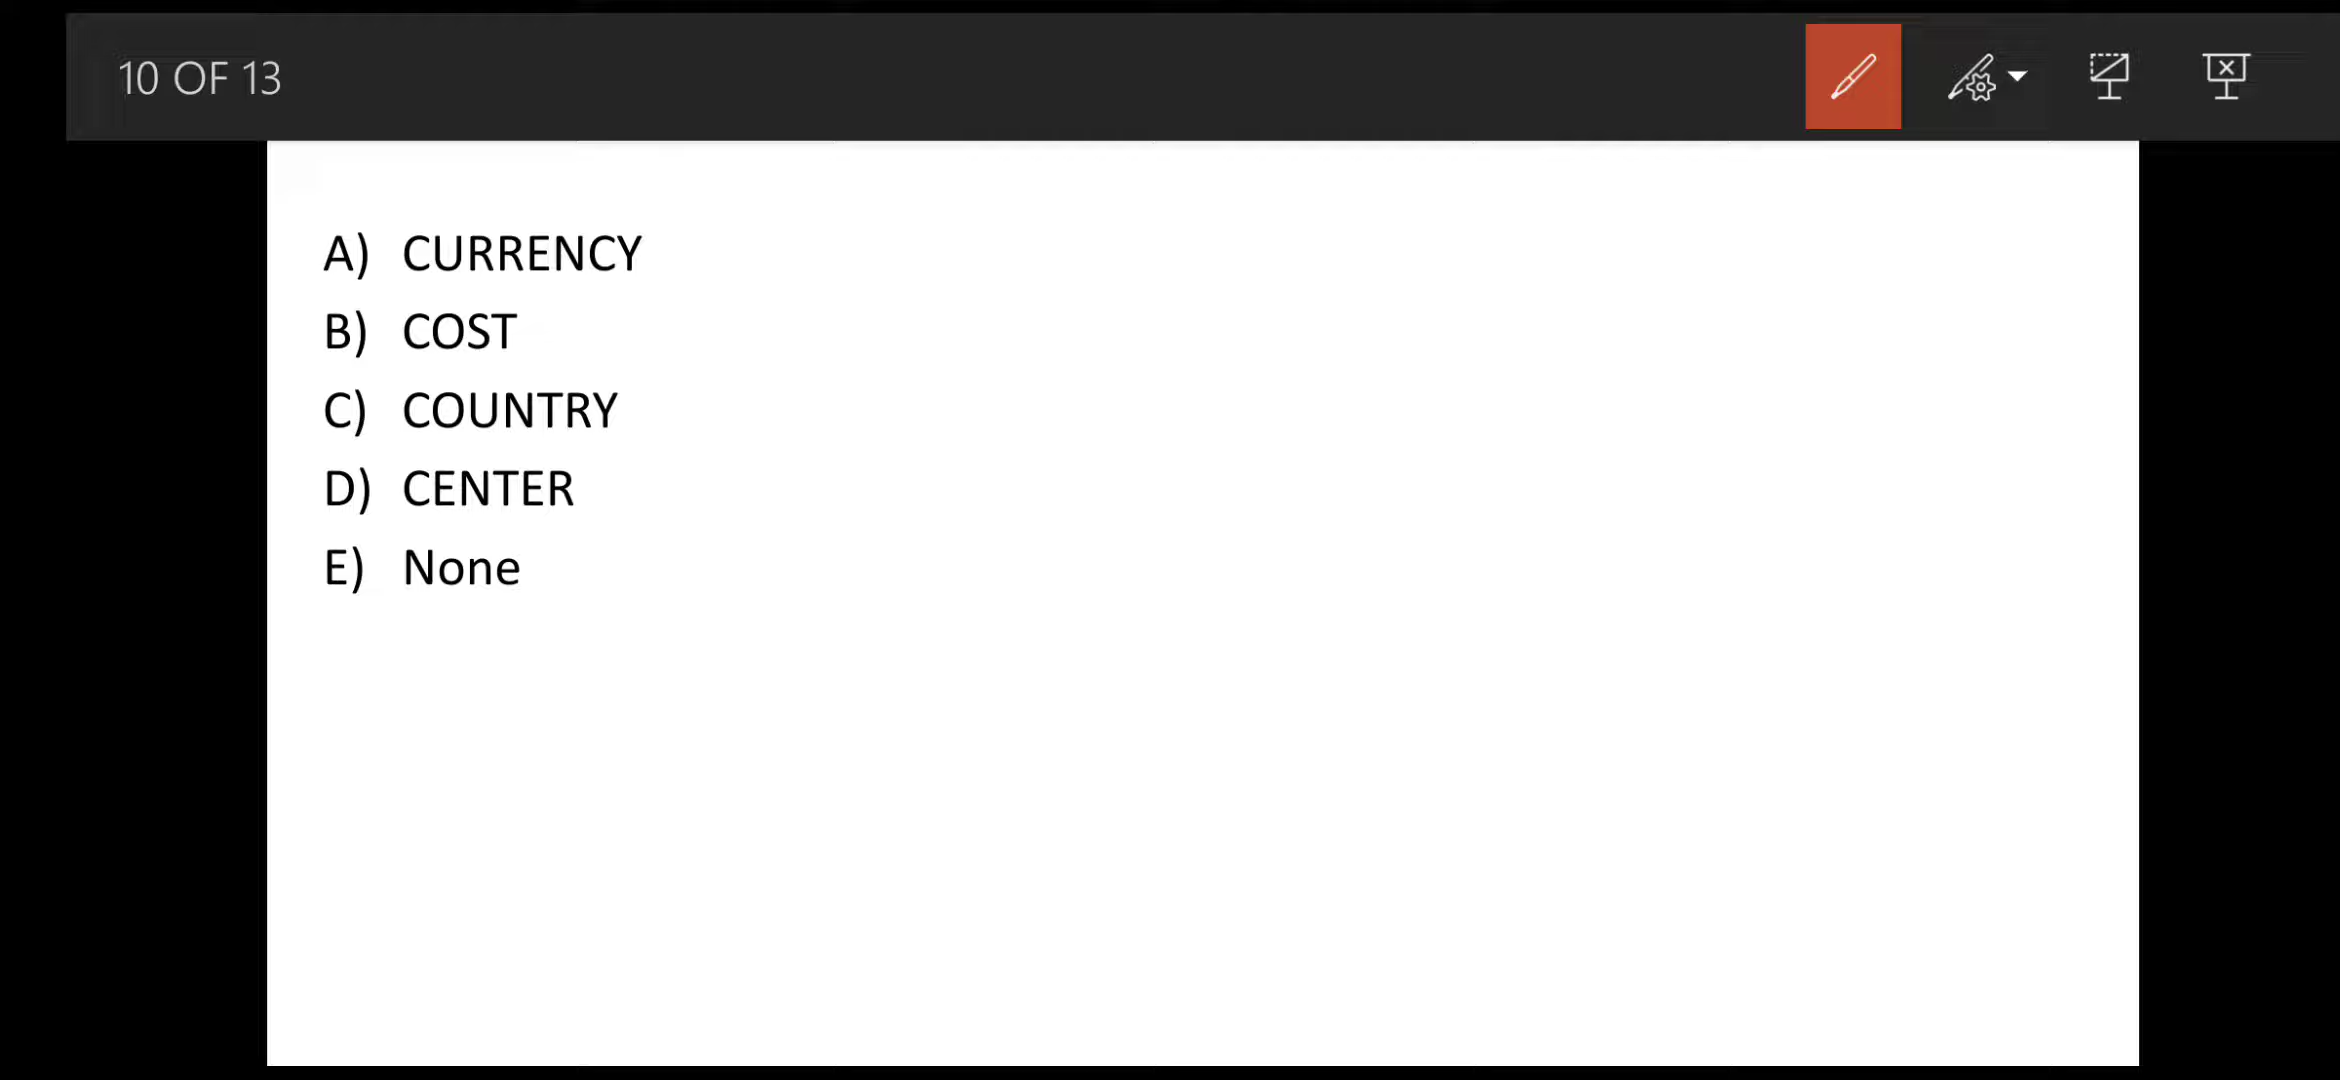 10 OF 13
A) CURRENCY
B) COST
C) COUNTRY
D) CENTER
E) None